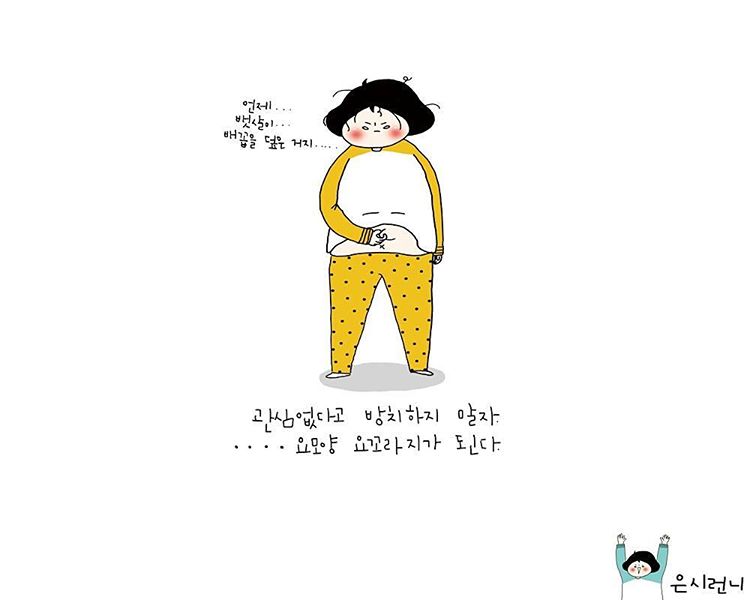 언제...
뱃살이...
배꼽을 덮은 거지.....
관심없다고 방치하지 말자.
....요모양 요꼬라지가 된다.
은시런니